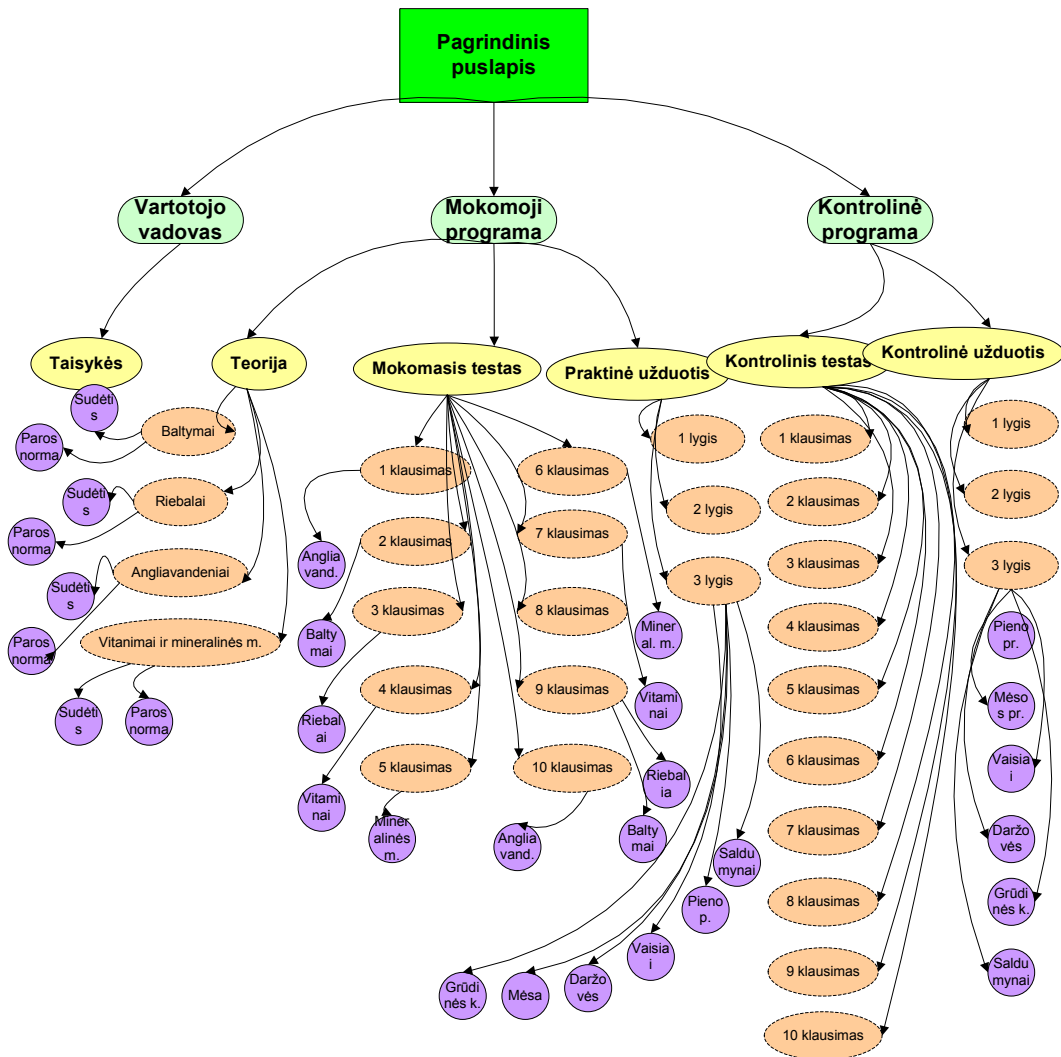 Pagrindinis
puslapis
Vartotojo
vadovas
Mokomoji
programa
Kontrolinė
programa
Taisykės
Teorija
Mokomasis testas
Praktinė užduotis
Kontrolinis testas
Kontrolinė užduotis
Sudėti
s
Baltymai
Paros
norma
Sudėti
s
Riebalai
Paros
norma
Sudėti
s
Angliavandeniai
Paros
norma
Vitanimai ir mineralinės m.
Sudėti
s
Paros
norma
1 klausimas
Anglia
vand.
2 klausimas
Balty
mai
3 klausimas
Riebal
ai
4 klausimas
Vitami
nai
5 klausimas
Miner
alinės
m.
6 klausimas
Miner
al. m.
7 klausimas
Vitami
nai
8 klausimas
9 klausimas
Riebal
ia
Balty
mai
10 klausimas
Anglia
vand.
1 lygis
2 lygis
3 lygis
Saldu
mynai
Pieno
p.
Vaisia
i
Daržo
vės
Mėsa
Grūdi
nės k.
1 klausimas
2 klausimas
3 klausimas
4 klausimas
5 klausimas
6 klausimas
7 klausimas
8 klausimas
9 klausimas
10 klausimas
1 lygis
2 lygis
3 lygis
Pieno
pr.
Mėso
s pr.
Vaisia
i
Daržo
vės
Grūdi
nės k.
Saldu
mynai